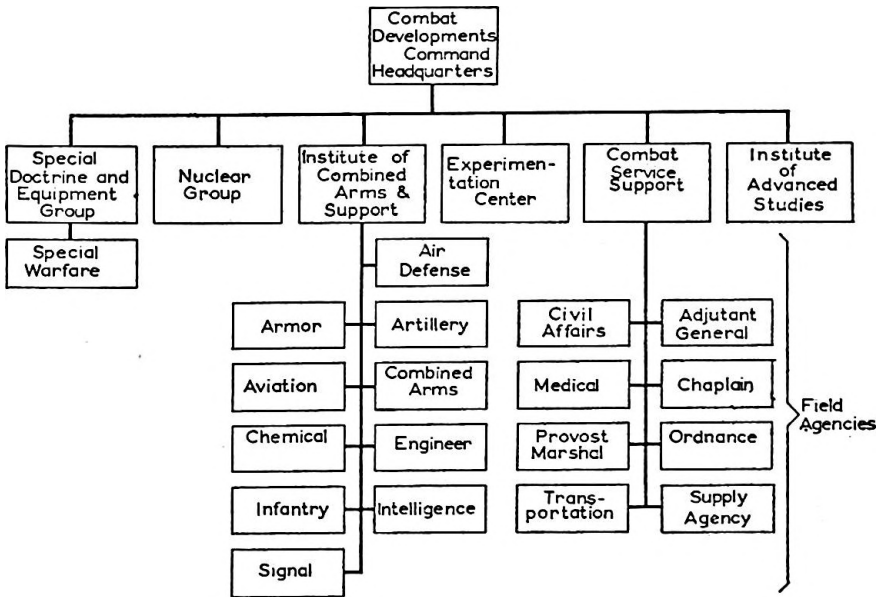 Combat
Developments
Command
Headquarters
Special
Doctrine and
Equipment
Group
Nuclear
Group
Institute of
Combined
Arms &
Support
Experimen-
tation
Center
Combat
Service
Support
Institute
of
Advanced
Studies
Special
Warfare
Air
Defense
Armor
Artillery
Aviation
Combined
Arms
Chemical
Engineer
Infantry
Intelligence
Signal
Civil
Affairs
Adjutant
General
Medical
Chaplain
Provost
Marshal
Ordnance
Trans-
portation
Supply
Agency
Field
Agencies